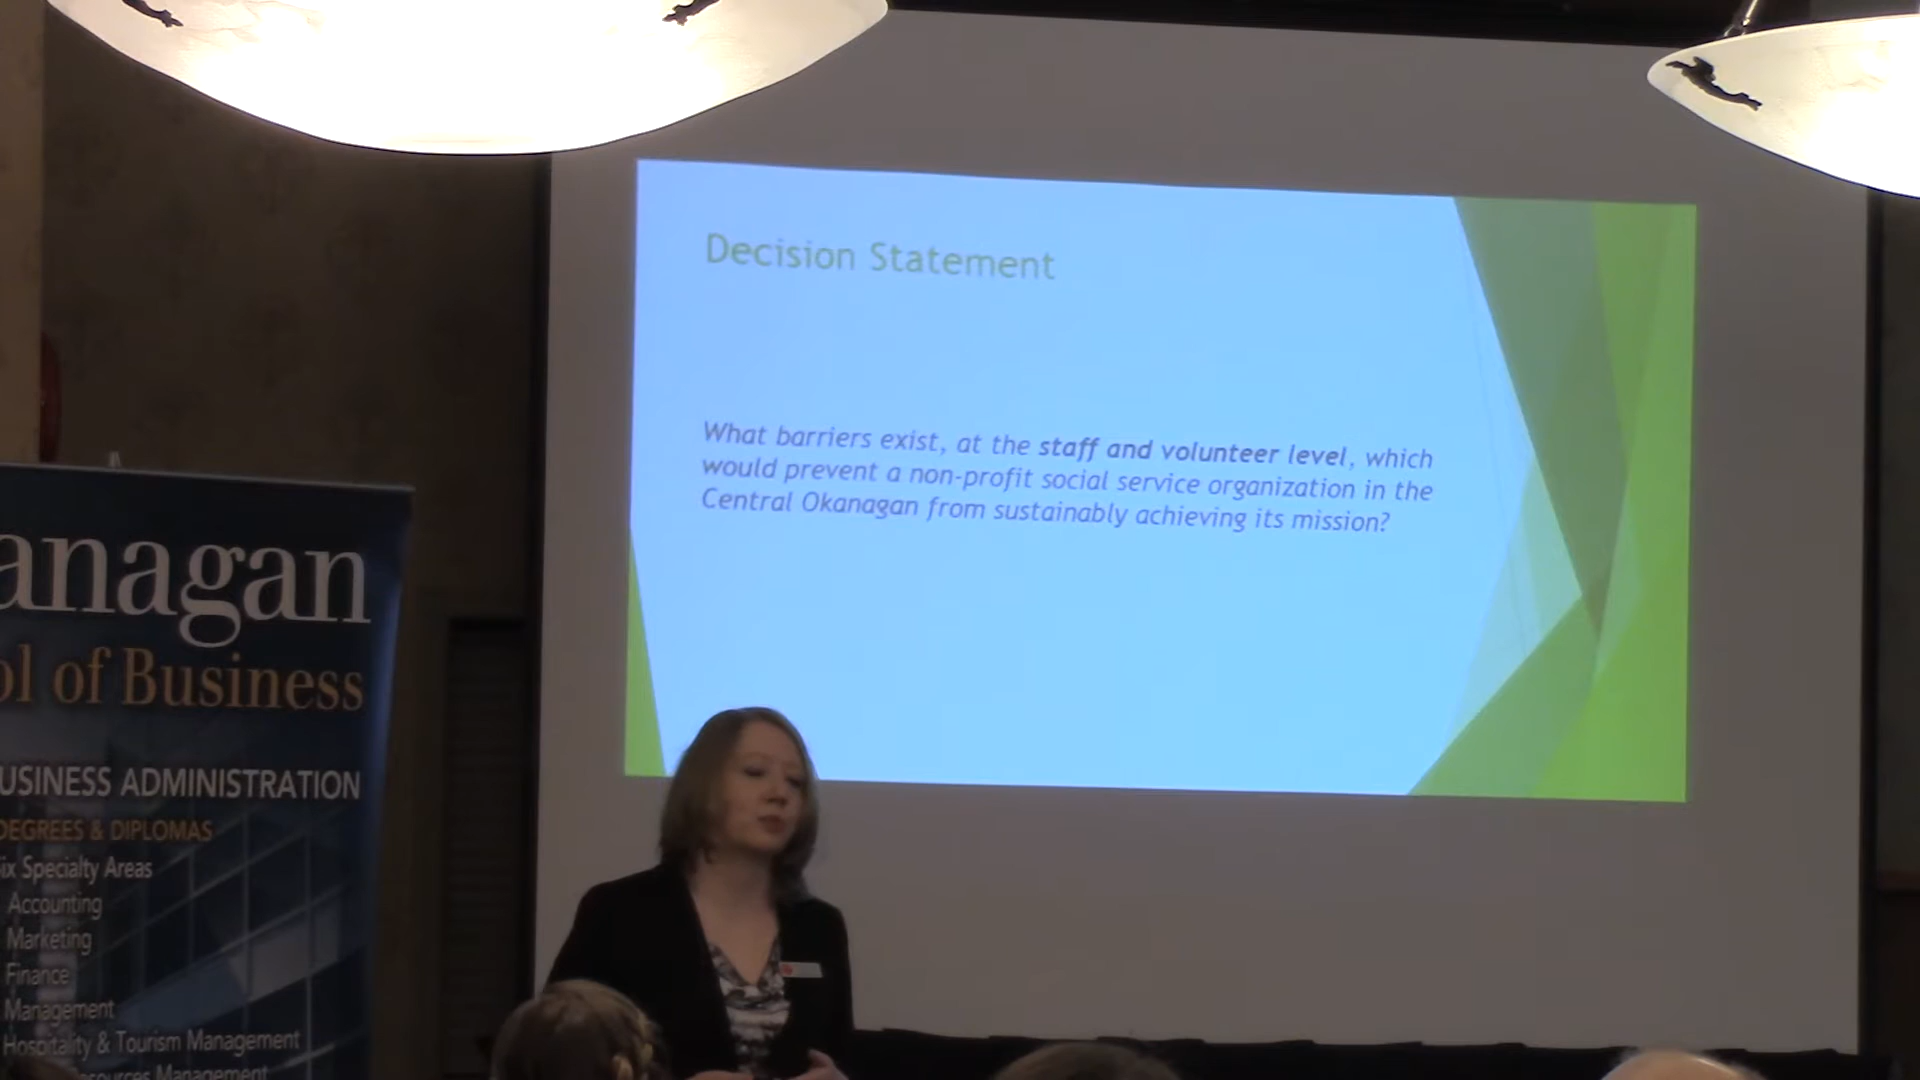 Decision Statement
What barriers exist, at the staff and volunteer level, which
would prevent a non-profit social service organization in the
Central Okanagan from sustainably achieving its mission?
anagan
ol of Business
USINESS ADMINISTRATION
DEGREES & DIPLOMAS
ix Specialty Areas
Accounting
Marketing
Finance
Management
Hospitality & Tourism Management
esources Management